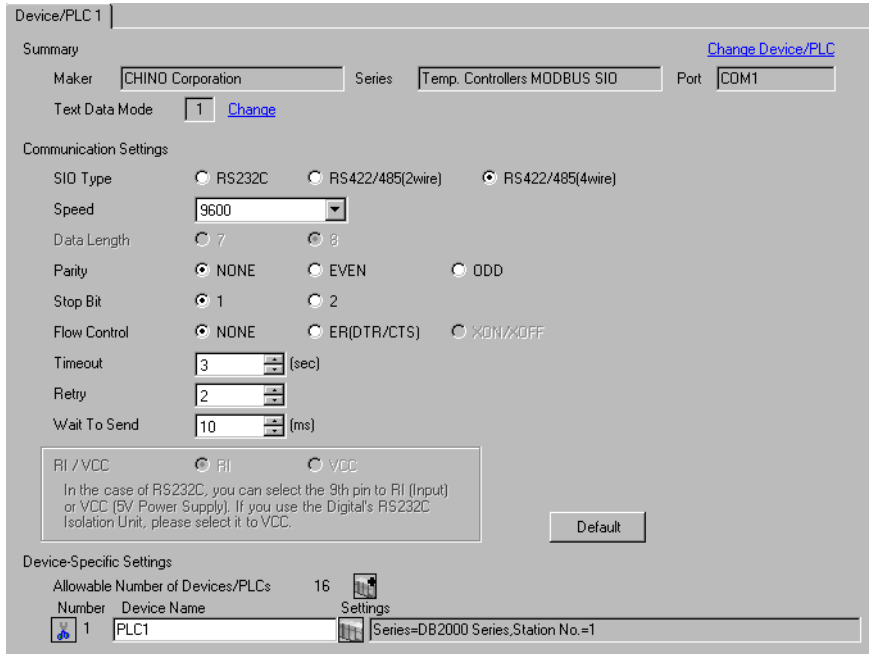 Device/PLC 1
Summary Change Device/PLC
Maker CHINO Corporation Series Temp. Controllers MODBUS SIO Port COM1
Text Data Mode 1 Change
Communication Settings
SIO Type RS232C RS422/485(2wire) RS422/485(4wire)
Speed 9600
Data Length 7 8
Parity NONE EVEN ODD
Stop Bit 1 2
Flow Control NONE ER(DTR/CTS) XON/XOFF
Timeout 3 (sec)
Retry 2
Wait To Send 10 (ms)
RI / VCC RI VCC
In the case of RS232C, you can select the 9th pin to RI (Input)
or VCC (5V Power Supply). If you use the Digital's RS232C
Isolation Unit, please select it to VCC.
Default
Device-Specific Settings
Allowable Number of Devices/PLCs 16
Number Device Name Settings
1 PLC1 Series=DB2000 Series,Station No.=1